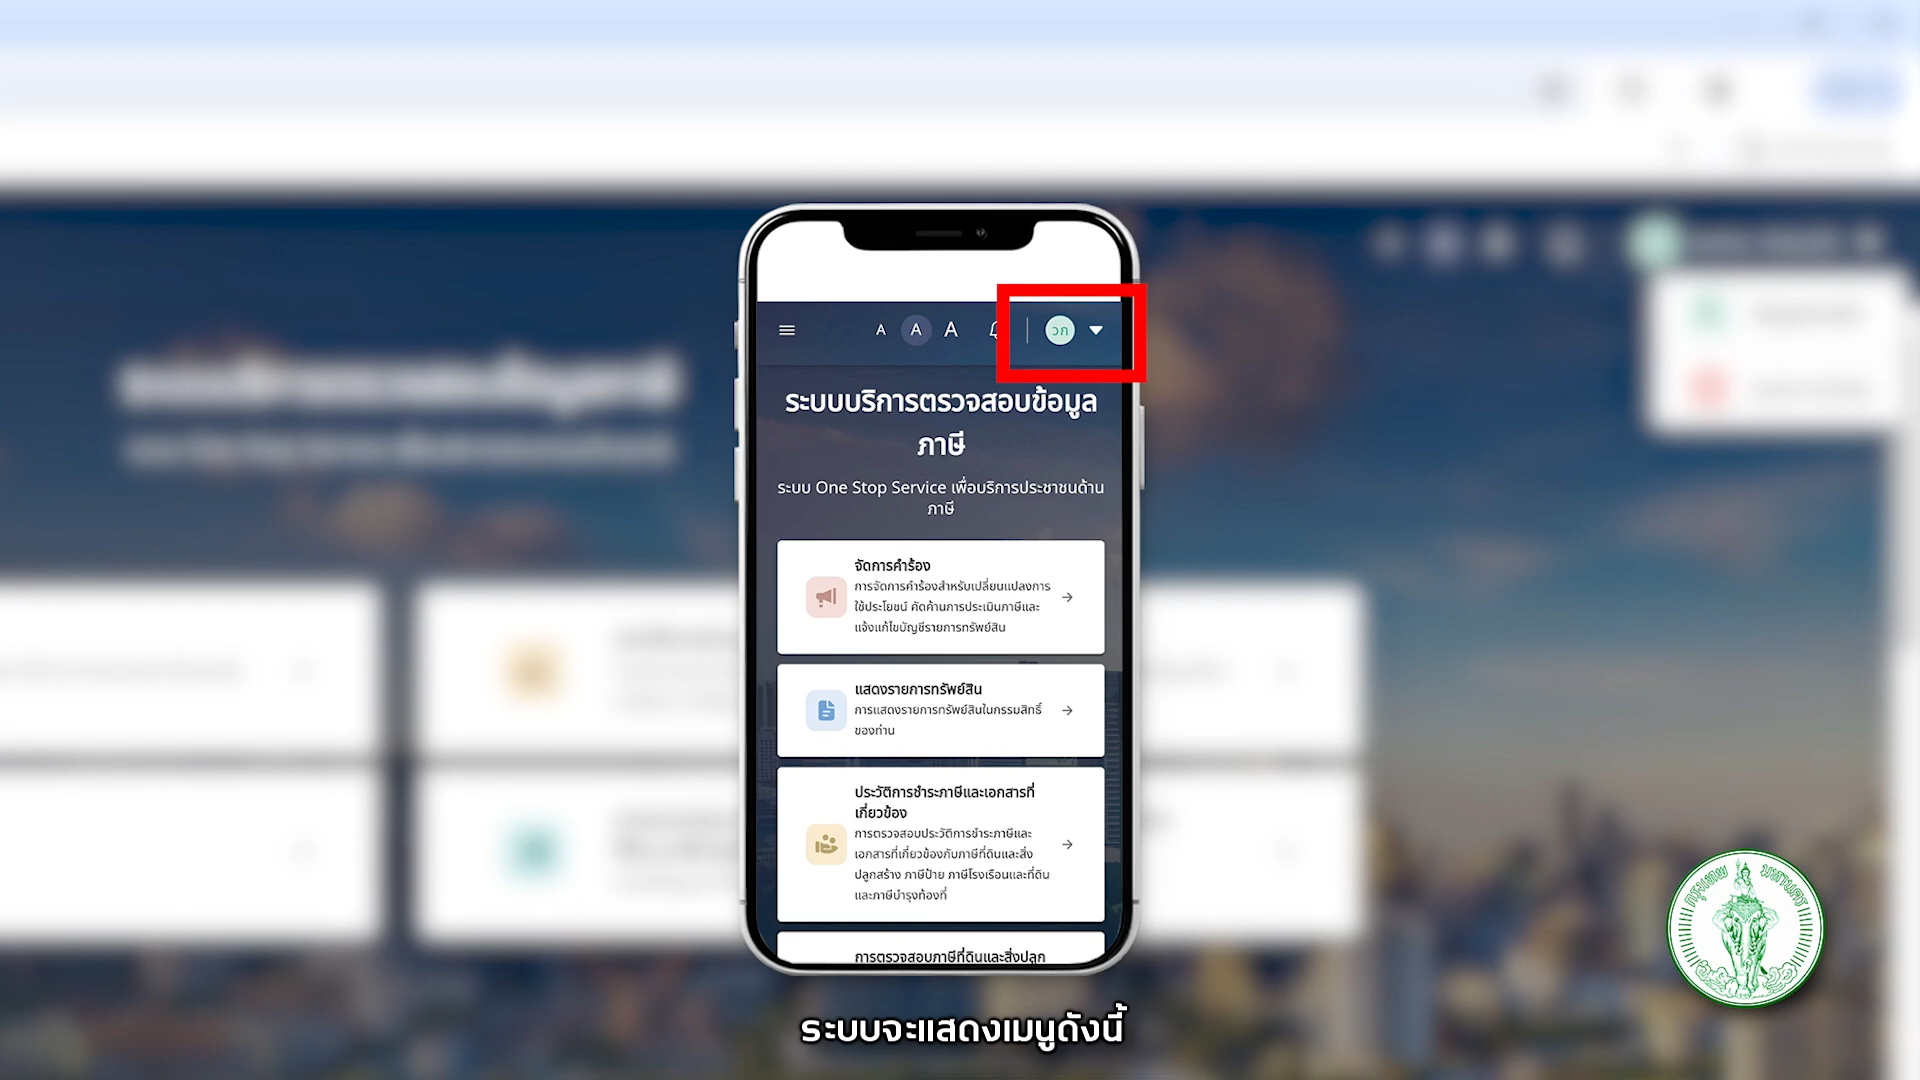 A A A
วก
ระบบบริการตรวจสอบข้อมูล
ภาษี
ระบบ One Stop Service เพื่อบริการประชาชนด้าน
ภาษี
จัดการคำร้อง
การจัดการคำร้องสำหรับเปลี่ยนแปลงการ
ใช้ประโยชน์ คัดค้านการประเมินภาษีและ
แจ้งแก้ไขบัญชีรายการทรัพย์สิน
แสดงรายการทรัพย์สิน
การแสดงรายการทรัพย์สินในกรรมสิทธิ์
ของท่าน
ประวัติการชำระภาษีและเอกสารที่
เกี่ยวข้อง
การตรวจสอบประวัติการชำระภาษีและ
เอกสารที่เกี่ยวข้องกับภาษีที่ดินและสิ่ง
ปลูกสร้าง ภาษีป้าย ภาษีโรงเรือนและที่ดิน
และภาษีบำรุงท้องที่
การตรวจสอบภาษีที่ดินและสิ่งปลูก
กรุงเทพ มหานคร
ระบบจะแสดงเมนูดังนี้